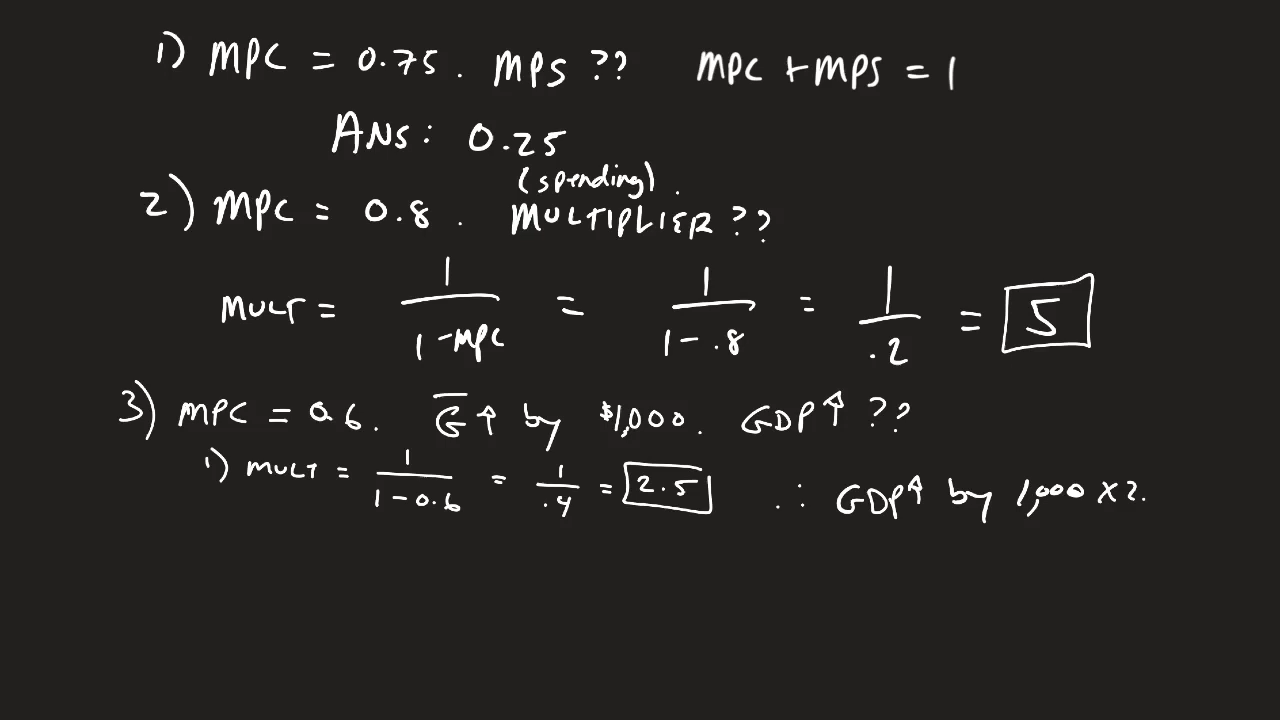 1) MPC = 0.75. MPS ?? MPC + MPS = 1
ANS: 0.25
(spending).
2) MPC = 0.8. MULTIPLIER ??
MULT = 1/(1-MPC) = 1/(1-.8) = 1/.2 = 5
3) MPC = 0.6. G̅↑ by $1,000. GDP↑ ??
1) MULT = 1/(1-0.6) = 1/.4 = 2.5 ∴ GDP↑ by 1,000 x 2.